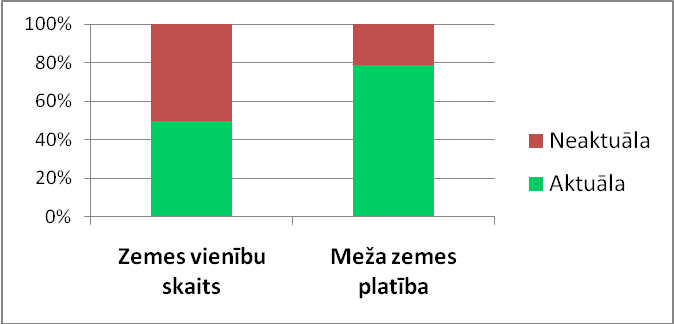 100%
80%
60%
40%
20%
0%
Zemes vienību
skaits
Meža zemes
platība
Neaktuāla
Aktuāla